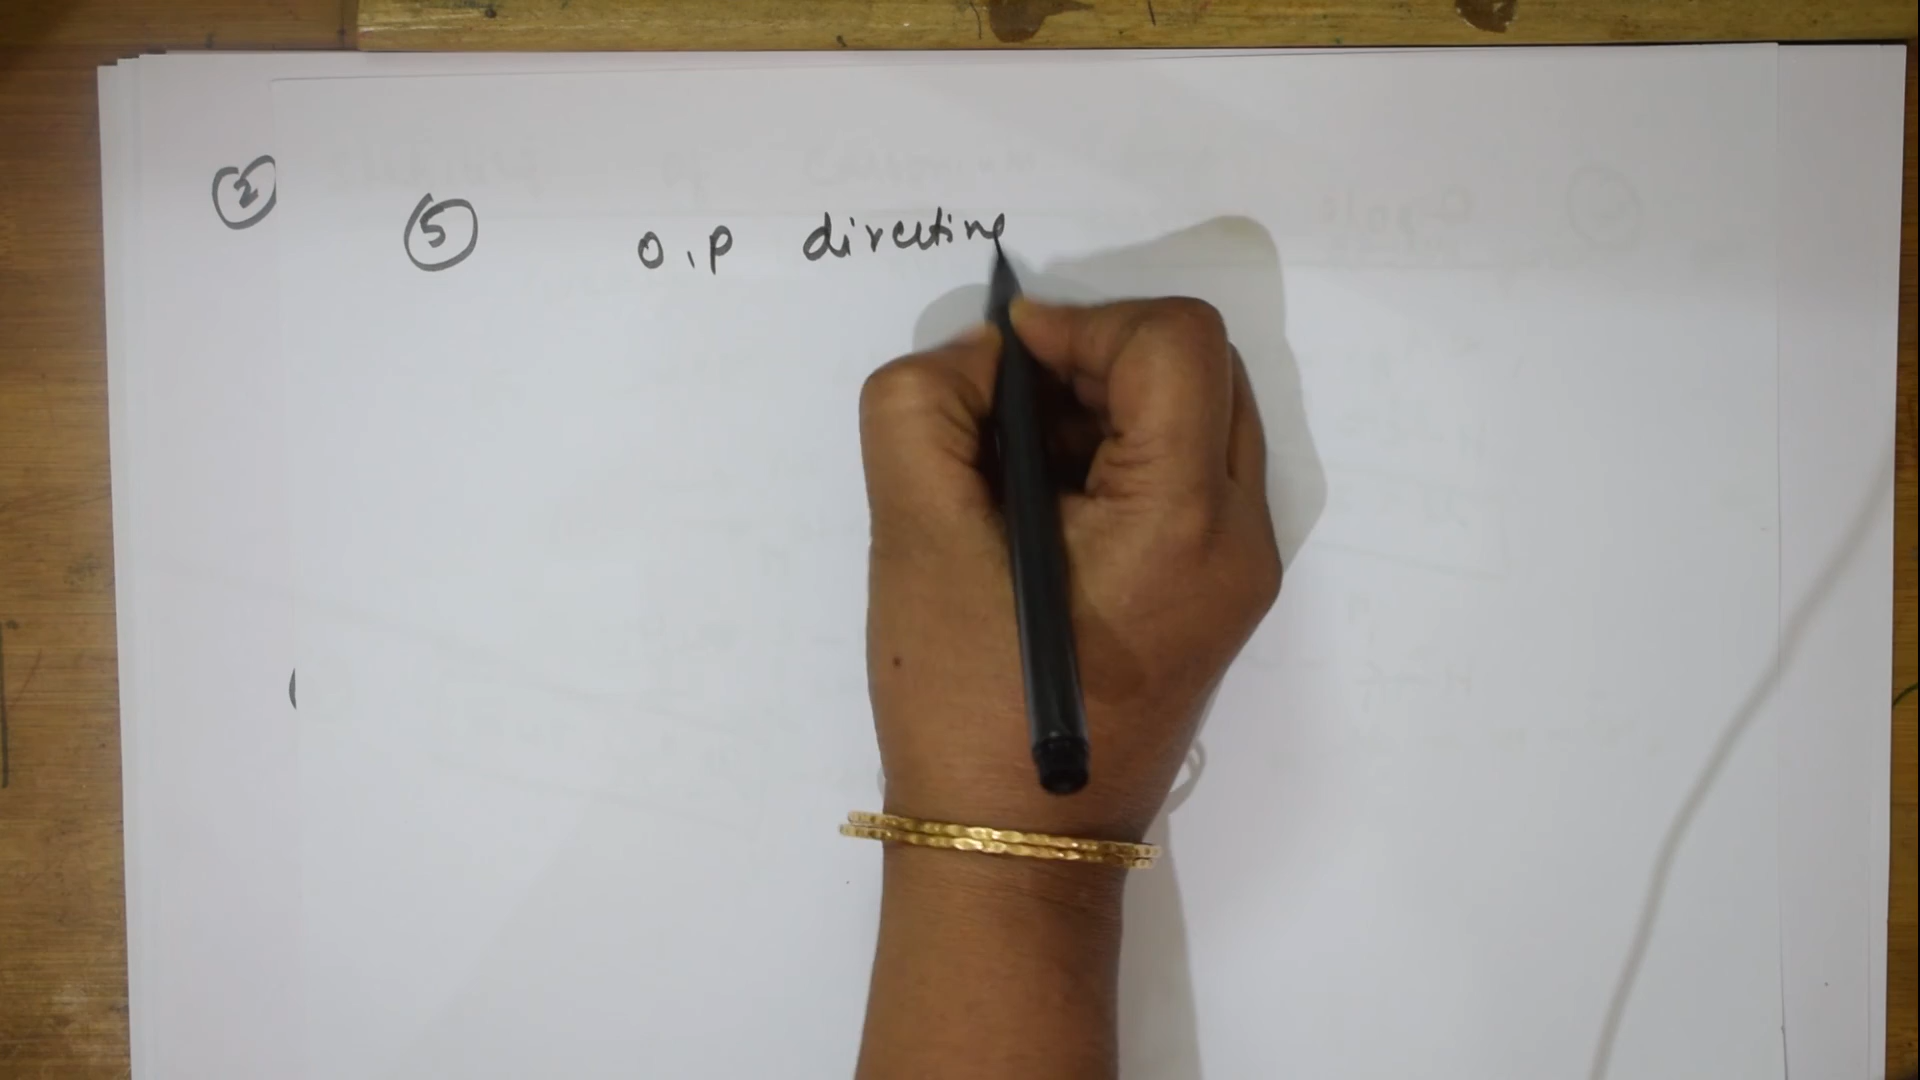 ②
⑤ O,P directing